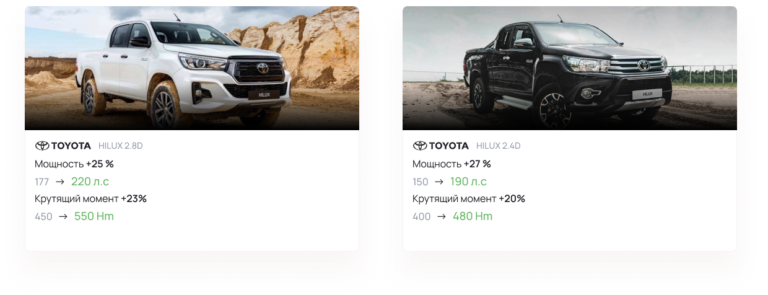 TOYOTA HILUX 2.8D
Мощность +25 %
177 → 220 л.с
Крутящий момент +23%
450 → 550 Нm
TOYOTA HILUX 2.4D
Мощность +27 %
150 → 190 л.с
Крутящий момент +20%
400 → 480 Нm